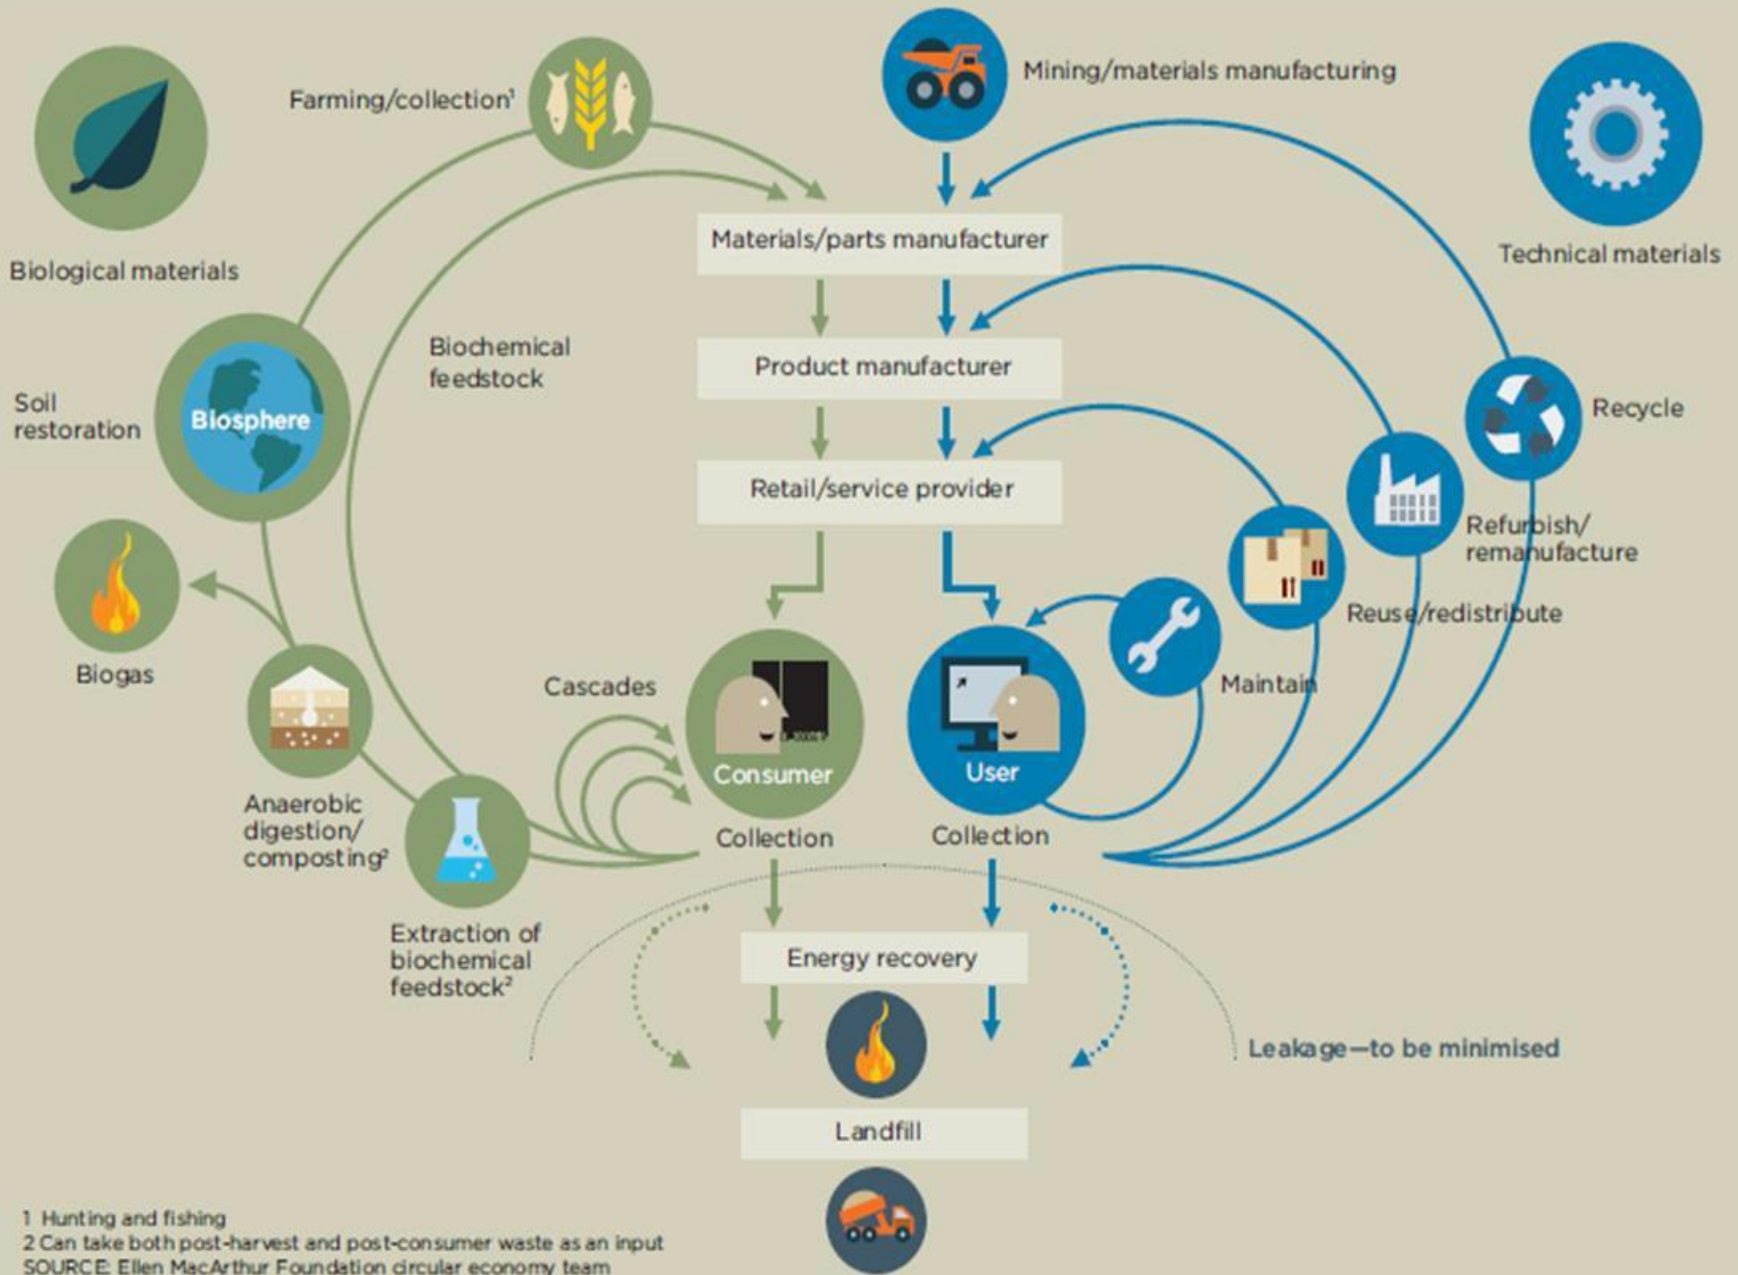 Farming/collection¹
Mining/materials manufacturing
Biological materials
Technical materials
Materials/parts manufacturer
Biochemical
feedstock
Product manufacturer
Soil
restoration
Biosphere
Recycle
Retail/service provider
Refurbish/
remanufacture
Reuse/redistribute
Biogas
Cascades
Maintain
Consumer
User
Anaerobic
digestion/
composting²
Collection
Collection
Extraction of
biochemical
feedstock²
Energy recovery
Leakage—to be minimised
Landfill
1 Hunting and fishing
2 Can take both post-harvest and post-consumer waste as an input
SOURCE: Ellen MacArthur Foundation circular economy team